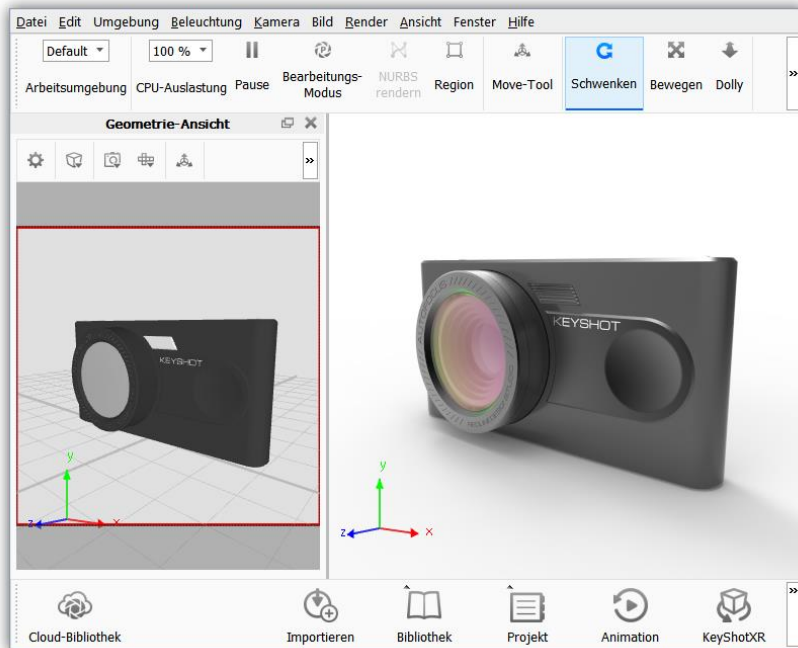 Datei Edit Umgebung Beleuchtung Kamera Bild Render Ansicht Fenster Hilfe
Default 100 %
Arbeitsumgebung CPU-Auslastung Pause Bearbeitungs-Modus NURBS rendern Region Move-Tool Schwenken Bewegen Dolly »
Geometrie-Ansicht
»
KEYSHOT
y
z x
AUTOFOCUS
KEYSHOT
y
z x
Cloud-Bibliothek Importieren Bibliothek Projekt Animation KeyShotXR »